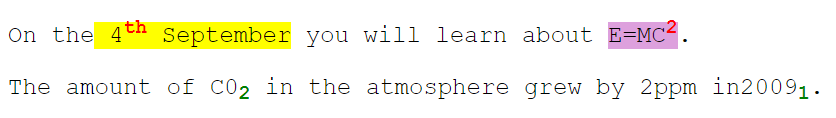 On the 4th September you will learn about E=MC².
The amount of C0₂ in the atmosphere grew by 2ppm in2009₁.